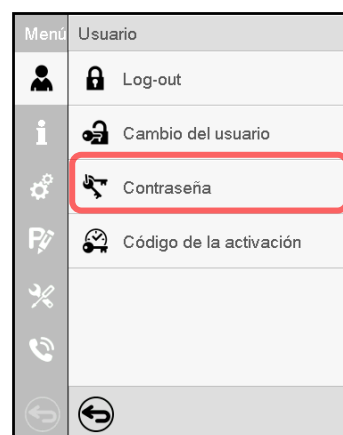 Menú Usuario
Log-out
Cambio del usuario
Contraseña
Código de la activación